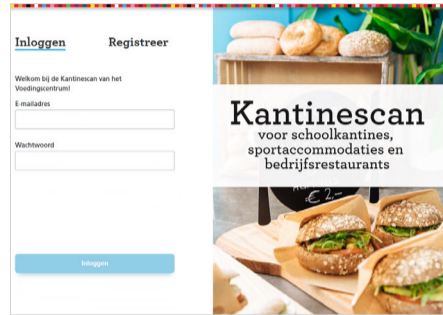 Inloggen
Registreer
Welkom bij de Kantinescan van het
Voedingscentrum!
E-mailadres
Wachtwoord
Inloggen
Kantinescan
voor schoolkantines,
sportaccommodaties en
bedrijfsrestaurants
€ 2,-